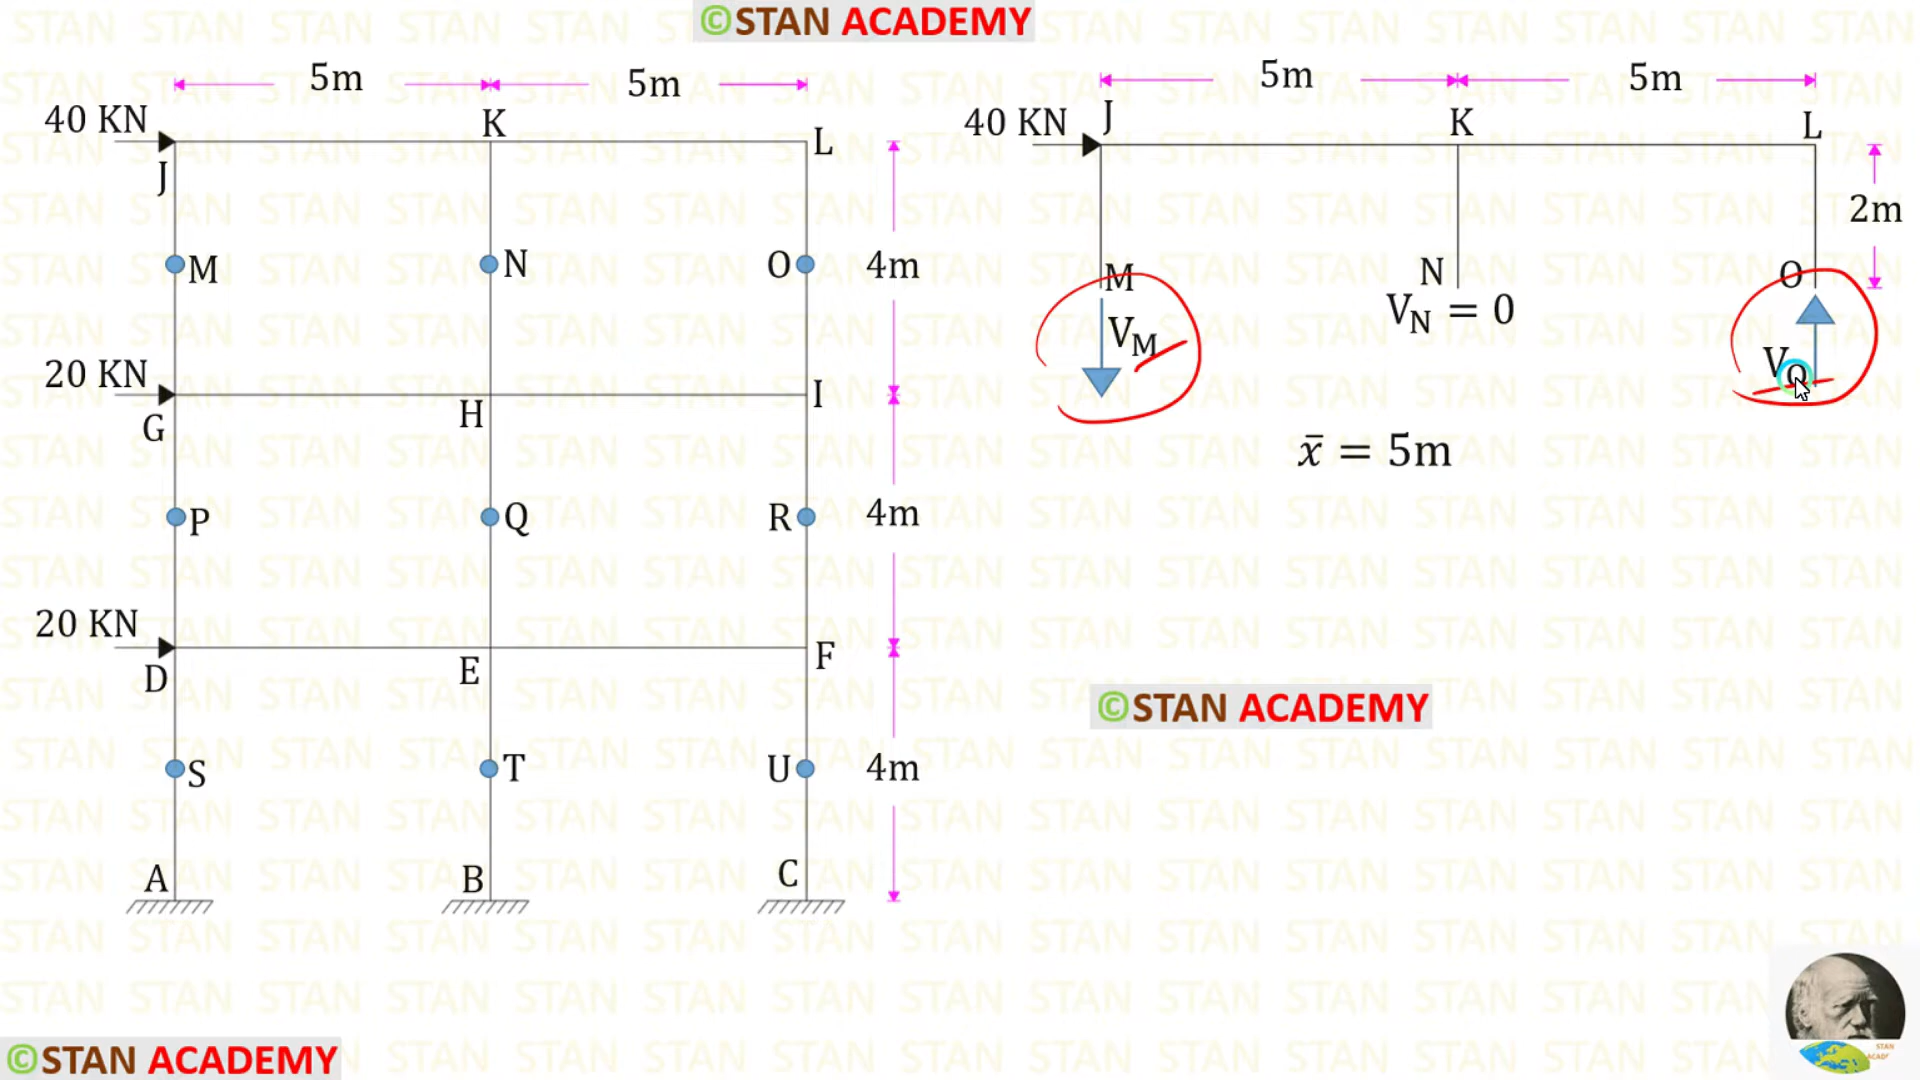 ©STAN ACADEMY
5m
5m
40 KN
J
K
L
M
N
O
4m
20 KN
G
H
I
P
Q
R
4m
20 KN
D
E
F
S
T
U
4m
A
B
C
5m
5m
40 KN
J
K
L
2m
M
N
O
V_M
V_N = 0
V_O
x̄ = 5m
©STAN ACADEMY
©STAN ACADEMY
STAN